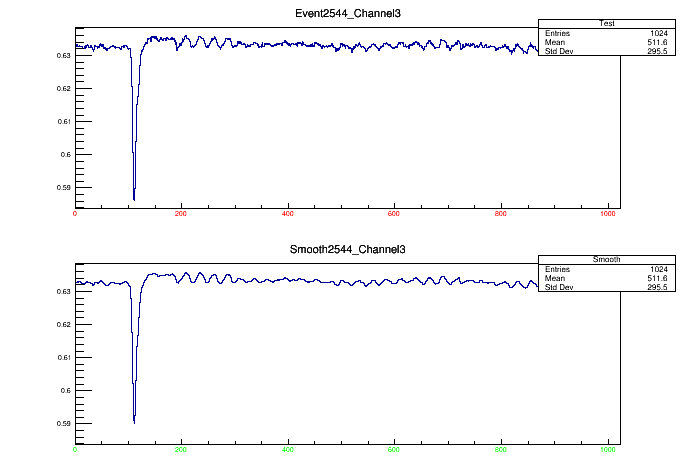 Event2544_Channel3
Test
Entries 1024
Mean 511.6
Std Dev 295.5
0.63
0.62
0.61
0.6
0.59
0 200 400 600 800 1000
Smooth2544_Channel3
Smooth
Entries 1024
Mean 511.6
Std Dev 295.5
0.63
0.62
0.61
0.6
0.59
0 200 400 600 800 1000